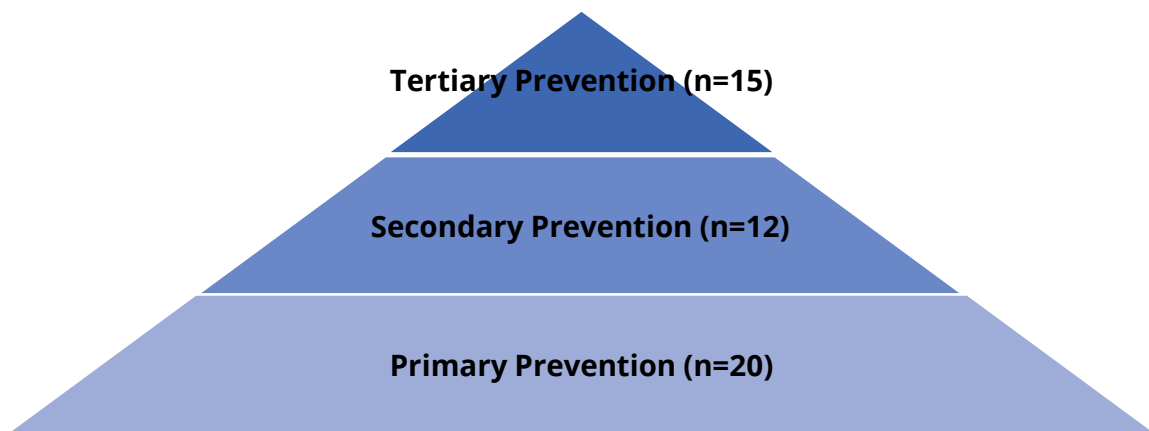 Tertiary Prevention (n=15)
Secondary Prevention (n=12)
Primary Prevention (n=20)